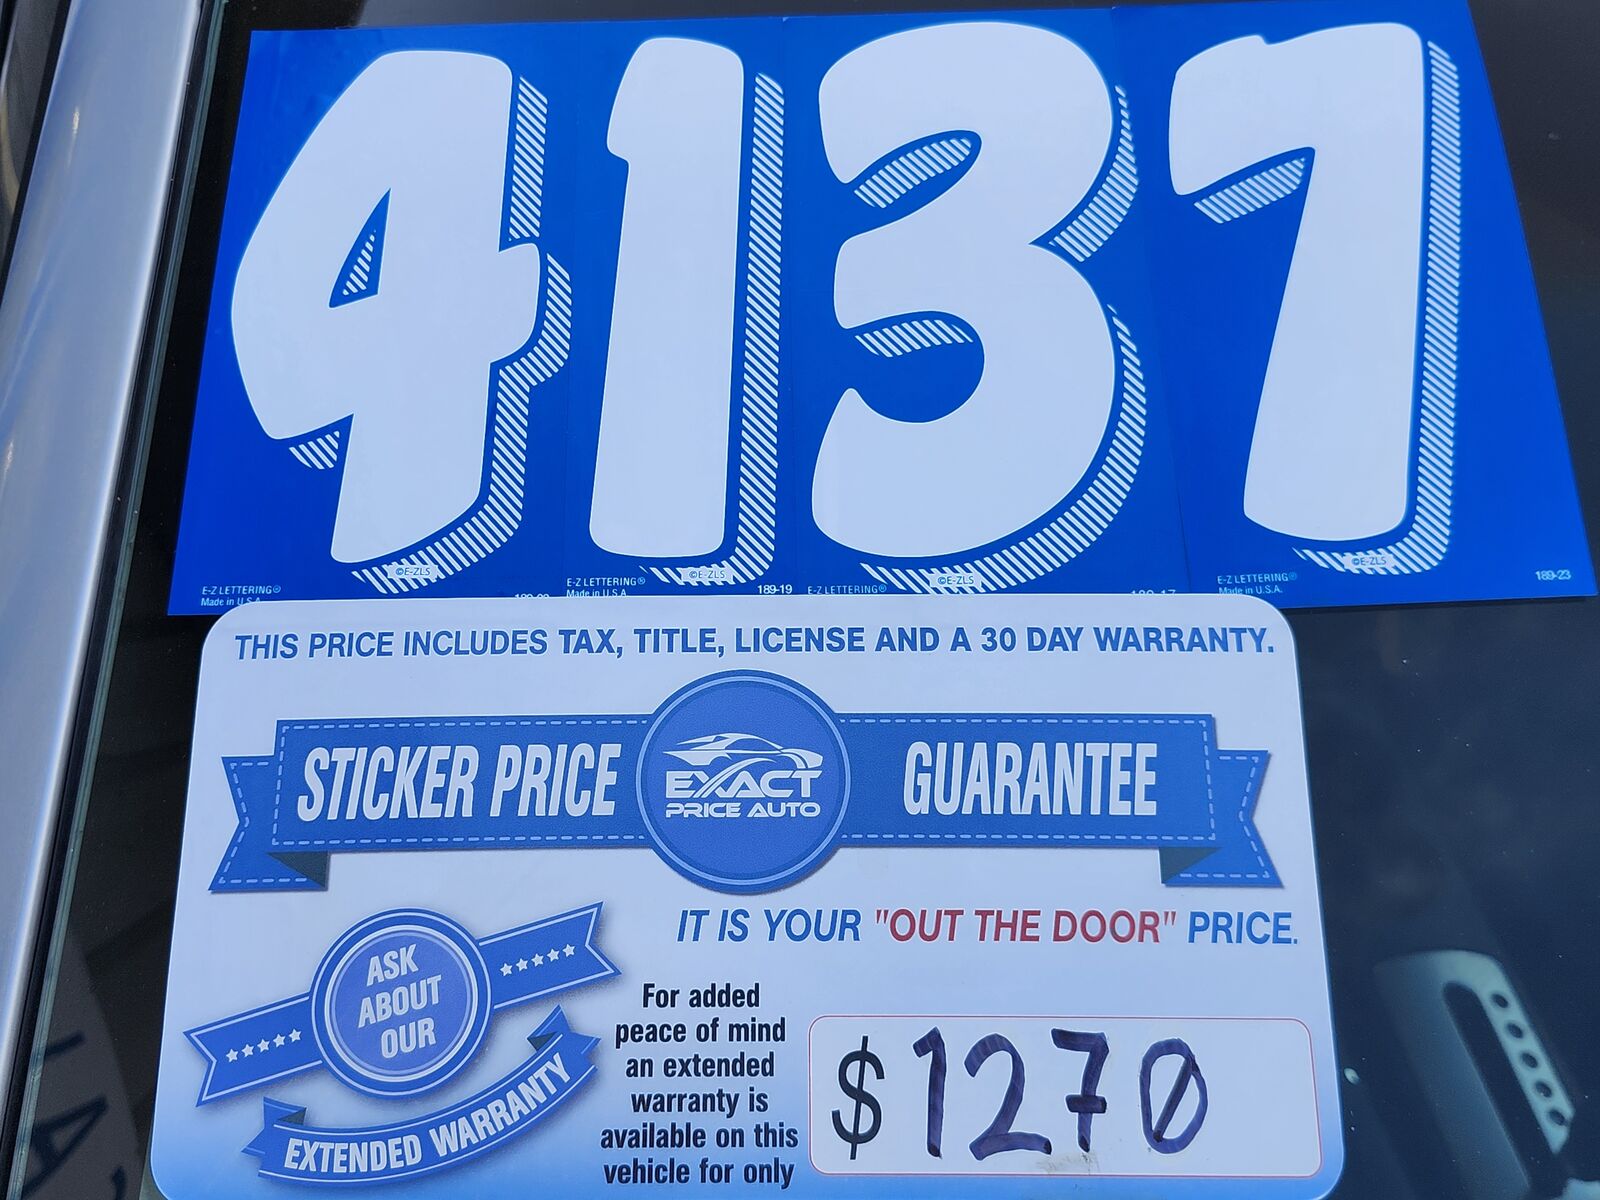 4137
©E-ZLS ©E-ZLS ©E-ZLS ©E-ZLS
E-Z LETTERING® E-Z LETTERING® E-Z LETTERING® E-Z LETTERING®
Made in U.S.A. Made in U.S.A. 189-19 189-17 Made in U.S.A. 189-23
THIS PRICE INCLUDES TAX, TITLE, LICENSE AND A 30 DAY WARRANTY.
STICKER PRICE GUARANTEE
EXACT
PRICE AUTO
IT IS YOUR "OUT THE DOOR" PRICE.
ASK
ABOUT
OUR
EXTENDED WARRANTY
For added
peace of mind
an extended
warranty is
available on this
vehicle for only
$1270